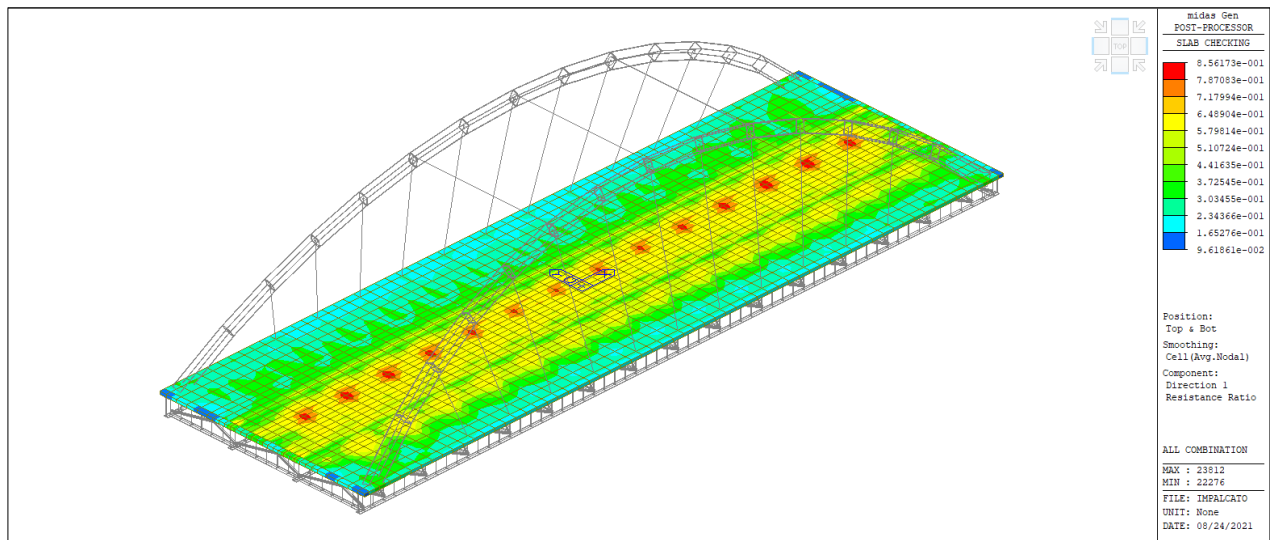 TOP
midas Gen
POST-PROCESSOR
SLAB CHECKING
8.56173e-001
7.87083e-001
7.17994e-001
6.48904e-001
5.79814e-001
5.10724e-001
4.41635e-001
3.72545e-001
3.03455e-001
2.34366e-001
1.65276e-001
9.61861e-002
Position:
Top & Bot
Smoothing:
Cell(Avg.Nodal)
Component:
Direction 1
Resistance Ratio
ALL COMBINATION
MAX : 23812
MIN : 22276
FILE: IMPALCATO
UNIT: None
DATE: 08/24/2021